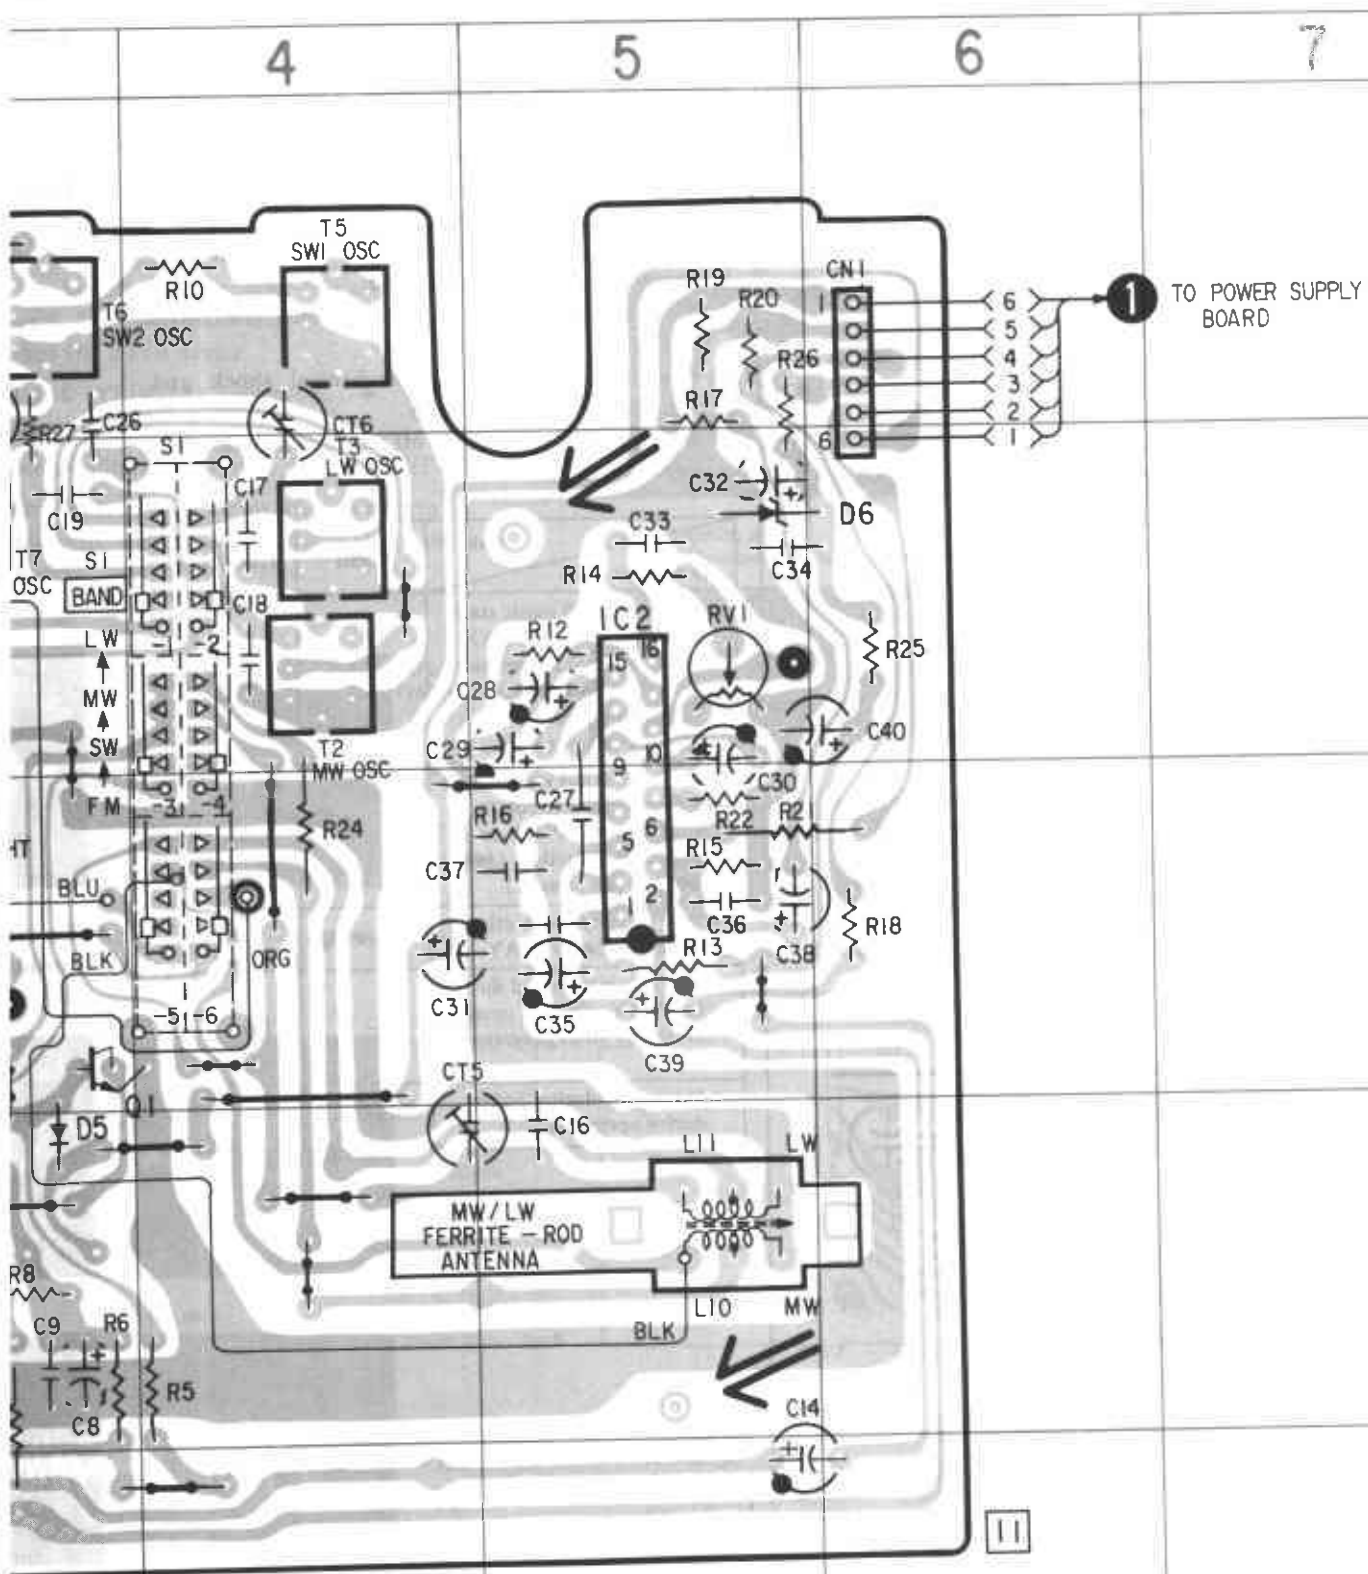 4 5 6 7
T5
SW1 OSC
R10
T6
SW2 OSC
R19
R20
CN1
1
6
5
4
3
2
1
1 TO POWER SUPPLY
BOARD
R26
R17
6
R27
C26
CT6
T3
LW OSC
S1
C17
C19
C32
D6
C33
C34
R14
T7
OSC
S1
BAND
C18
IC2
RV1
R12
16
15
R25
LW
-1 -2
MW
C28
SW
C29
C40
T2
MW OSC
9
10
C30
FM
-3 -4
C27
R24
R16
6
R22
R2
HT
5
R15
C37
BLU
1
2
C36
C38
R18
BLK
ORG
R13
C31
C35
C39
-5 -6
CT5
Q1
D5
C16
L11
LW
MW/LW
FERRITE-ROD
ANTENNA
R8
L10
MW
C9
R6
BLK
R5
C8
C14
11